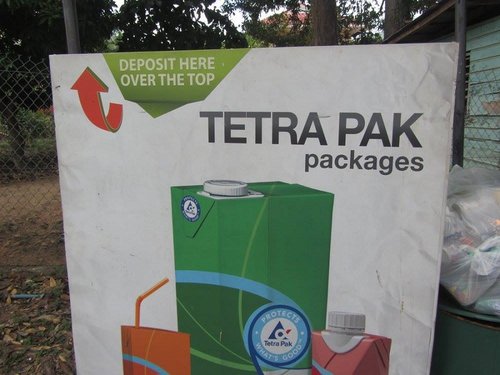 DEPOSIT HERE
OVER THE TOP
TETRA PAK
packages
PROTECTS
Tetra Pak
WHAT'S GOOD